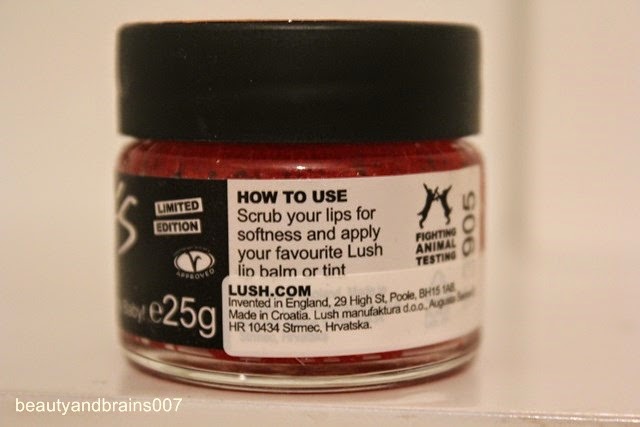 'S
LIMITED
EDITION
V
APPROVED
Baby!
e25g
HOW TO USE
Scrub your lips for
softness and apply
your favourite Lush
lip balm or tint
FIGHTING
ANIMAL
TESTING
905
LUSH.COM
Invented in England, 29 High St, Poole, BH15 1AB.
Made in Croatia. Lush manufaktura d.o.o., Augusta
HR 10434 Strmec, Hrvatska.
beautyandbrains007